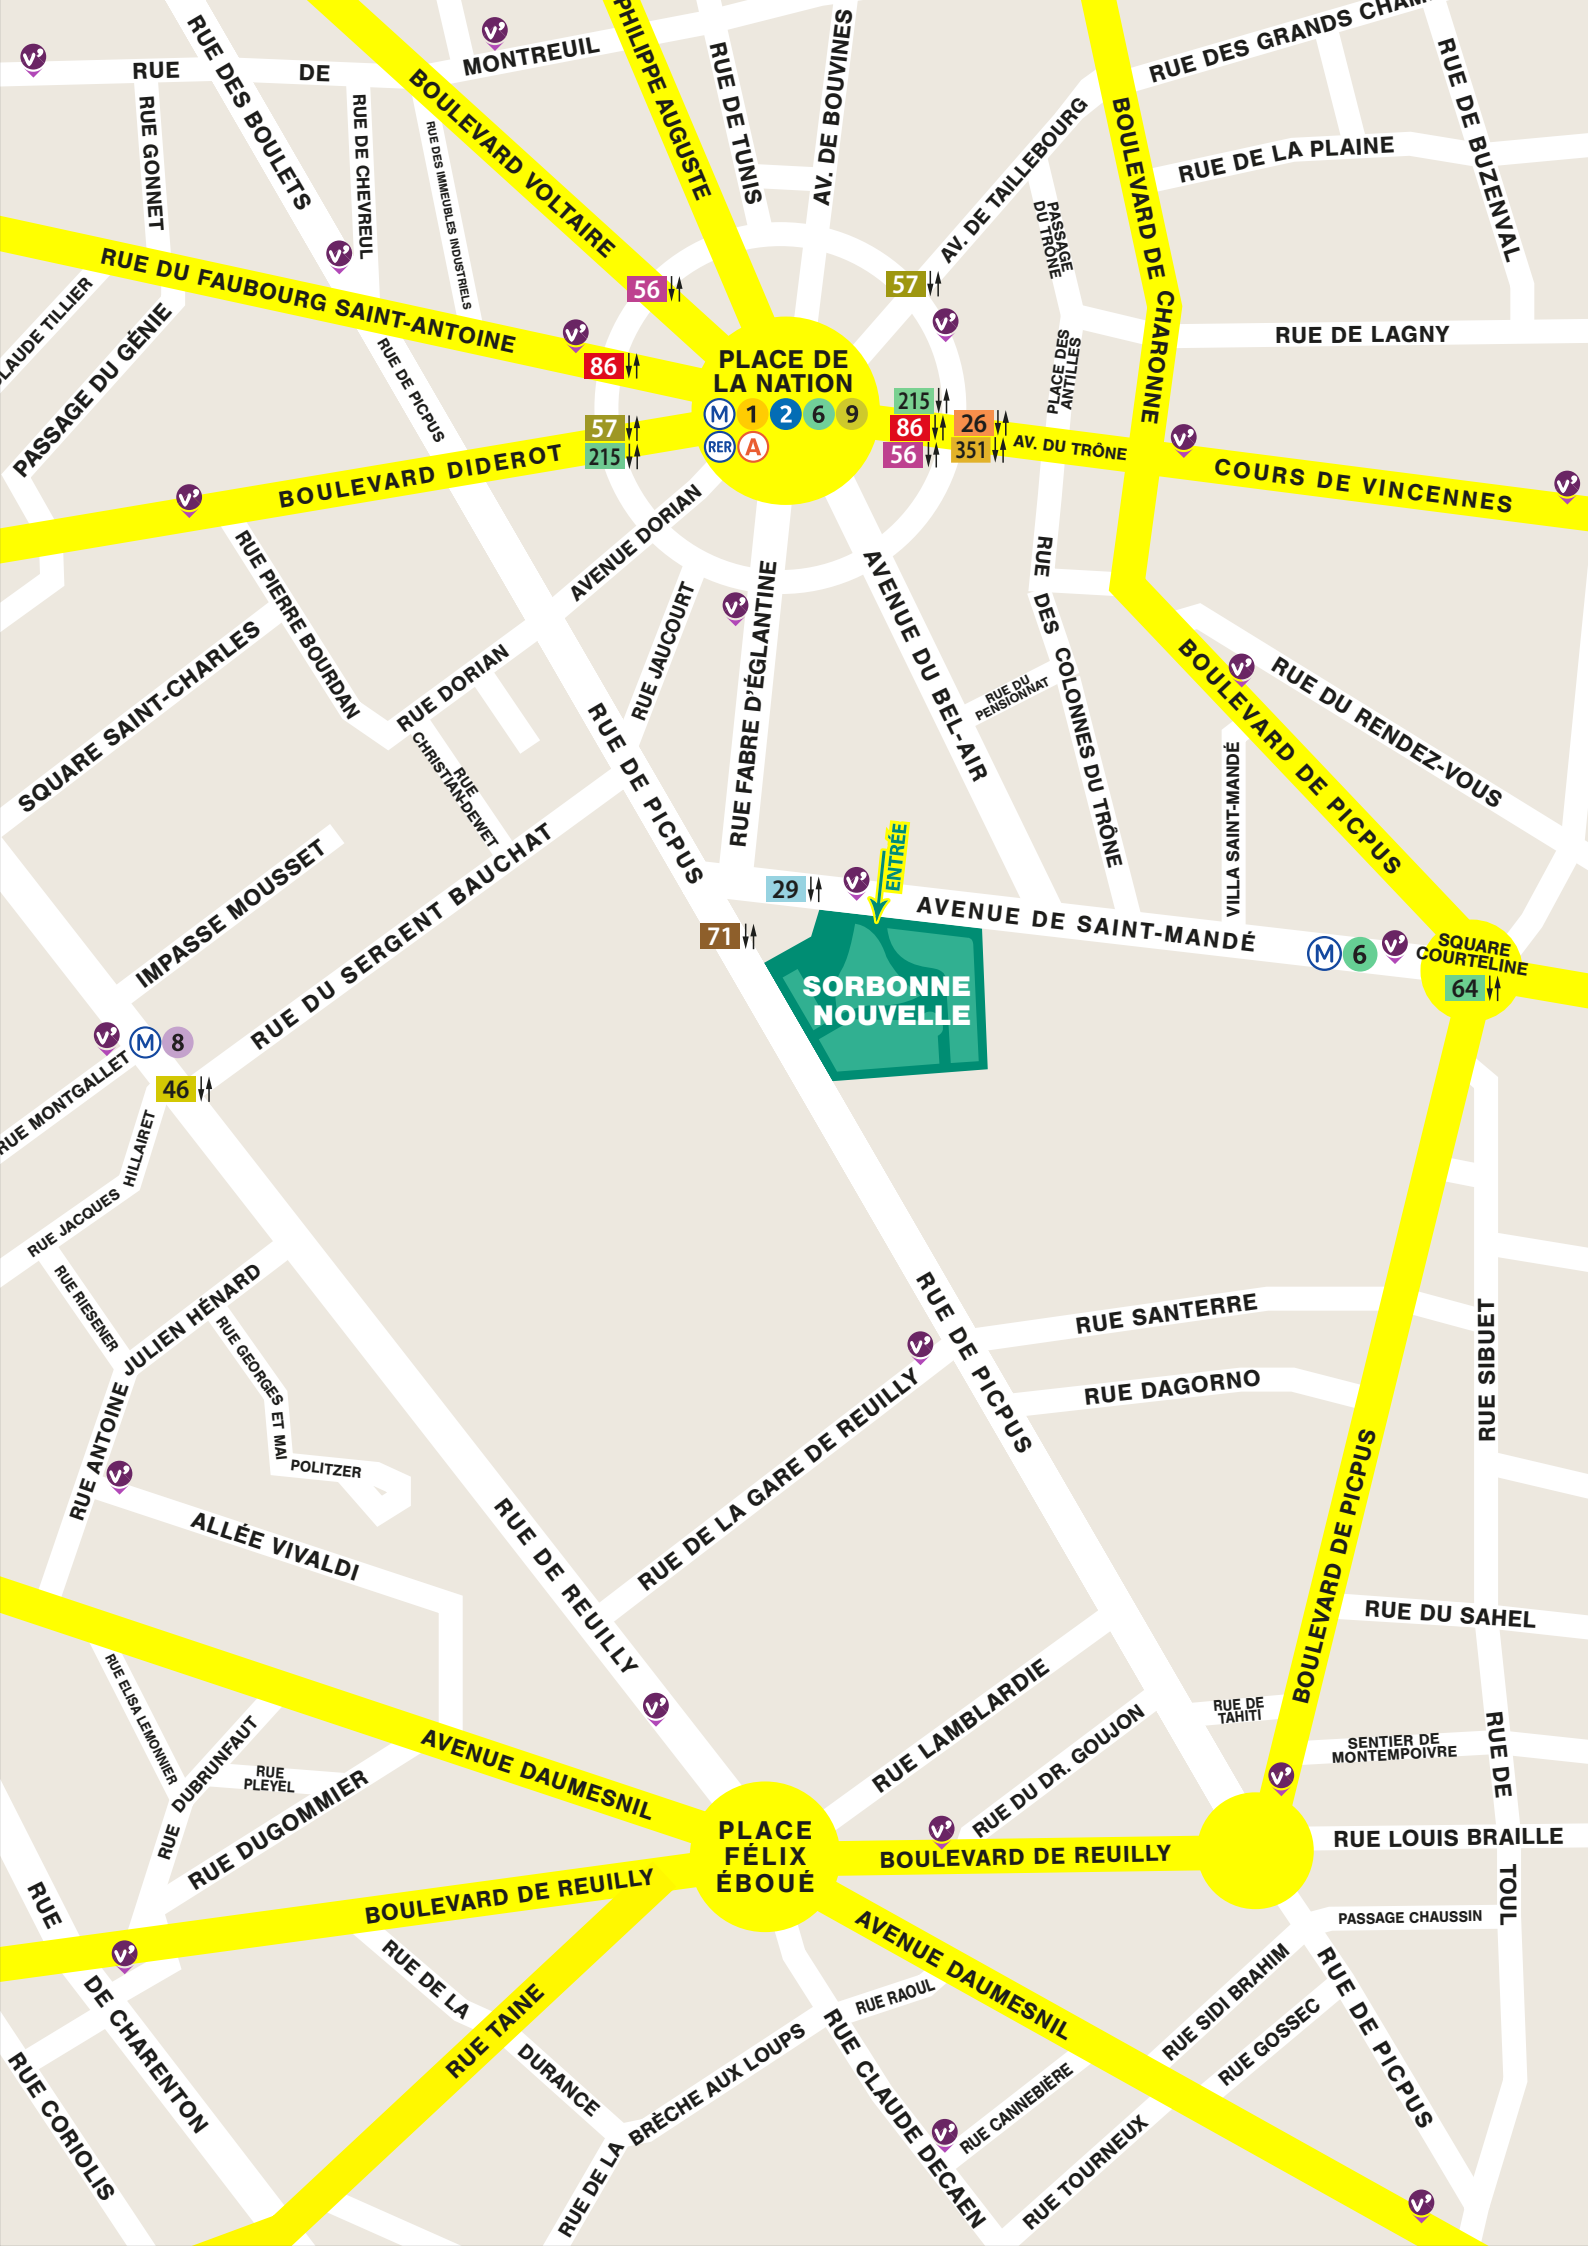 RUE DES GRANDS CHAM
PHILIPPE AUGUSTE
MONTREUIL
RUE
DE
RUE DES BOULETS
BOULEVARD VOLTAIRE
RUE DE TUNIS
AV. DE BOUVINES
AV. DE TAILLEBOURG
BOULEVARD DE CHARONNE
RUE DE BUZENVAL
RUE DE LA PLAINE
RUE GONNET
RUE DE CHEVREUL
RUE DES IMMEUBLES INDUSTRIELS
PASSAGE
DU TRÔNE
RUE DU FAUBOURG SAINT-ANTOINE
56
57
LAUDE TILLIER
PASSAGE DU GÉNIE
RUE DE PICPUS
86
PLACE DE
LA NATION
M 1 2 6 9
RER A
PLACE DES
ANTILLES
RUE DE LAGNY
57
215
215
86
56
26
351
AV. DU TRÔNE
COURS DE VINCENNES
BOULEVARD DIDEROT
AVENUE DORIAN
RUE PIERRE BOURDAN
RUE JAUCOURT
RUE FABRE D'ÉGLANTINE
AVENUE DU BEL-AIR
RUE DES COLONNES DU TRÔNE
RUE DU
PENSIONNAT
SQUARE SAINT-CHARLES
RUE DORIAN
RUE
CHRISTIAN-DEWET
RUE DE PICPUS
BOULEVARD DE PICPUS
RUE DU RENDEZ-VOUS
VILLA SAINT-MANDÉ
IMPASSE MOUSSET
RUE DU SERGENT BAUCHAT
ENTRÉE
29
71
AVENUE DE SAINT-MANDÉ
M 6
SQUARE
COURTELINE
64
SORBONNE
NOUVELLE
M 8
46
RUE MONTGALLET
RUE JACQUES HILLAIRET
RUE RIESENER
RUE ANTOINE JULIEN HÉNARD
RUE GEORGES ET MAI
POLITZER
RUE DE PICPUS
RUE SANTERRE
RUE DAGORNO
RUE SIBUET
RUE DE LA GARE DE REUILLY
ALLÉE VIVALDI
RUE DE REUILLY
BOULEVARD DE PICPUS
RUE DU SAHEL
RUE ELISA LEMONNIER
RUE DUBRUNFAUT
RUE
PLEYEL
RUE DUGOMMIER
AVENUE DAUMESNIL
RUE LAMBLARDIE
RUE DU DR. GOUJON
RUE DE
TAHITI
SENTIER DE
MONTEMPOIVRE
RUE DE TOUL
PLACE
FÉLIX
ÉBOUÉ
BOULEVARD DE REUILLY
RUE LOUIS BRAILLE
BOULEVARD DE REUILLY
PASSAGE CHAUSSIN
RUE DE CHARENTON
RUE CORIOLIS
RUE DE LA DURANCE
RUE TAINE
AVENUE DAUMESNIL
RUE RAOUL
RUE DE LA BRÈCHE AUX LOUPS
RUE CLAUDE DECAEN
RUE CANNEBIÈRE
RUE SIDI BRAHIM
RUE GOSSEC
RUE TOURNEUX
RUE DE PICPUS